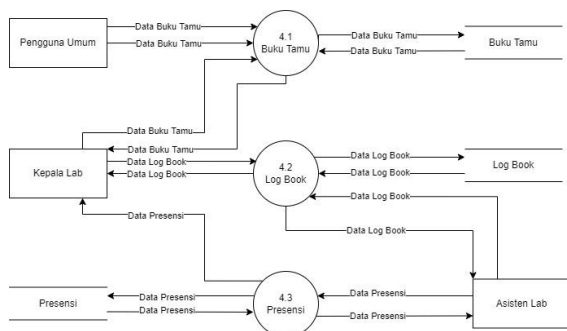 Data Buku Tamu
Pengguna Umum
Data Buku Tamu
4.1
Buku Tamu
Data Buku Tamu
Data Buku Tamu
Buku Tamu
Data Buku Tamu
Data Buku Tamu
Data Log Book
Data Log Book
Kepala Lab
4.2
Log Book
Data Log Book
Data Log Book
Log Book
Data Log Book
Data Presensi
Data Log Book
Presensi
Data Presensi
Data Presensi
4.3
Presensi
Data Presensi
Data Presensi
Asisten Lab